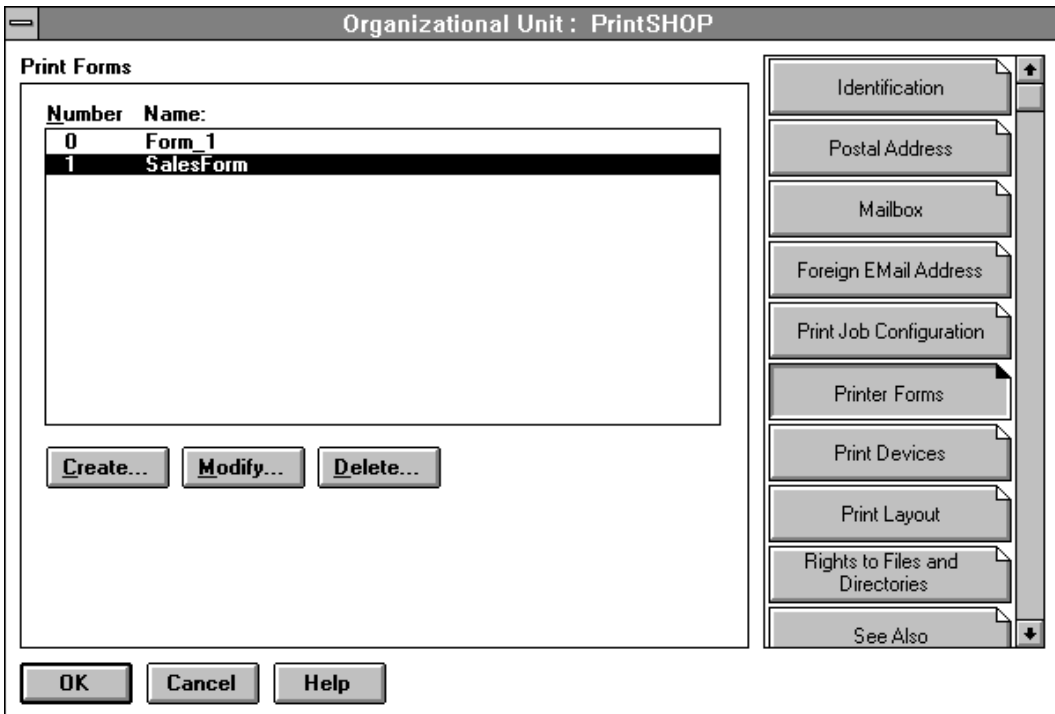 Organizational Unit : PrintSHOP
Print Forms
Number Name:
0 Form_1
1 SalesForm
Create... Modify... Delete...
OK Cancel Help
Identification
Postal Address
Mailbox
Foreign EMail Address
Print Job Configuration
Printer Forms
Print Devices
Print Layout
Rights to Files and
Directories
See Also